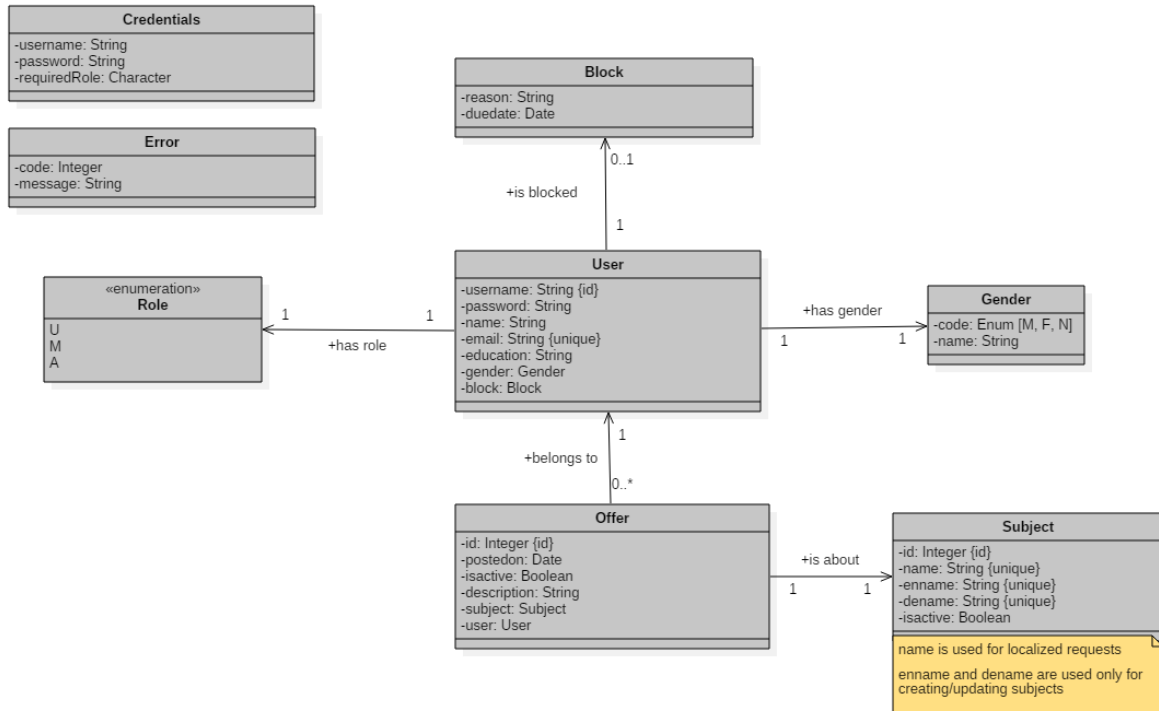 Credentials
-username: String
-password: String
-requiredRole: Character
Error
-code: Integer
-message: String
Block
-reason: String
-duedate: Date
0..1
+is blocked
1
«enumeration»
Role
U
M
A
1
1
+has role
User
-username: String {id}
-password: String
-name: String
-email: String {unique}
-education: String
-gender: Gender
-block: Block
+has gender
1
1
Gender
-code: Enum [M, F, N]
-name: String
1
+belongs to
0..*
Offer
-id: Integer {id}
-postedon: Date
-isactive: Boolean
-description: String
-subject: Subject
-user: User
+is about
1
1
Subject
-id: Integer {id}
-name: String {unique}
-enname: String {unique}
-dename: String {unique}
-isactive: Boolean
name is used for localized requests
enname and dename are used only for
creating/updating subjects